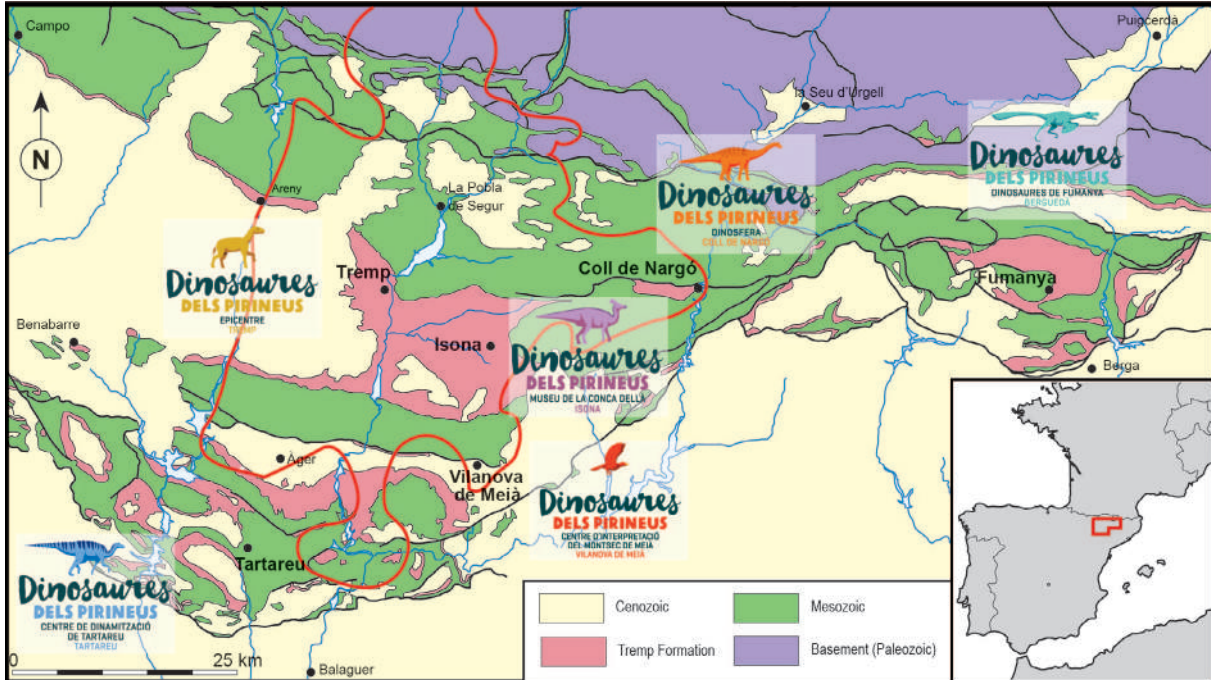 Campo
Puigcerdà
la Seu d'Urgell
N
Dinosaures
DELS PIRINEUS
DINOSFERA
COLL DE NARGÓ
Dinosaures
DELS PIRINEUS
DINOSAURES DE FUMANYA
BERGUEDÀ
Areny
La Pobla
de Segur
Dinosaures
DELS PIRINEUS
EPICENTRE
TREMP
Tremp
Coll de Nargó
Fumanya
Benabarre
Isona
Dinosaures
DELS PIRINEUS
MUSEU DE LA CONCA DELLÀ
ISONA
Berga
Àger
Vilanova
de Meià
Dinosaures
DELS PIRINEUS
CENTRE D'INTERPRETACIÓ
DEL MONTSEC DE MEIÀ
VILANOVA DE MEIÀ
Tartareu
Dinosaures
DELS PIRINEUS
CENTRE DE DINAMITZACIÓ
DE TARTAREU
TARTAREU
0 25 km
Balaguer
Cenozoic
Mesozoic
Tremp Formation
Basement (Paleozoic)